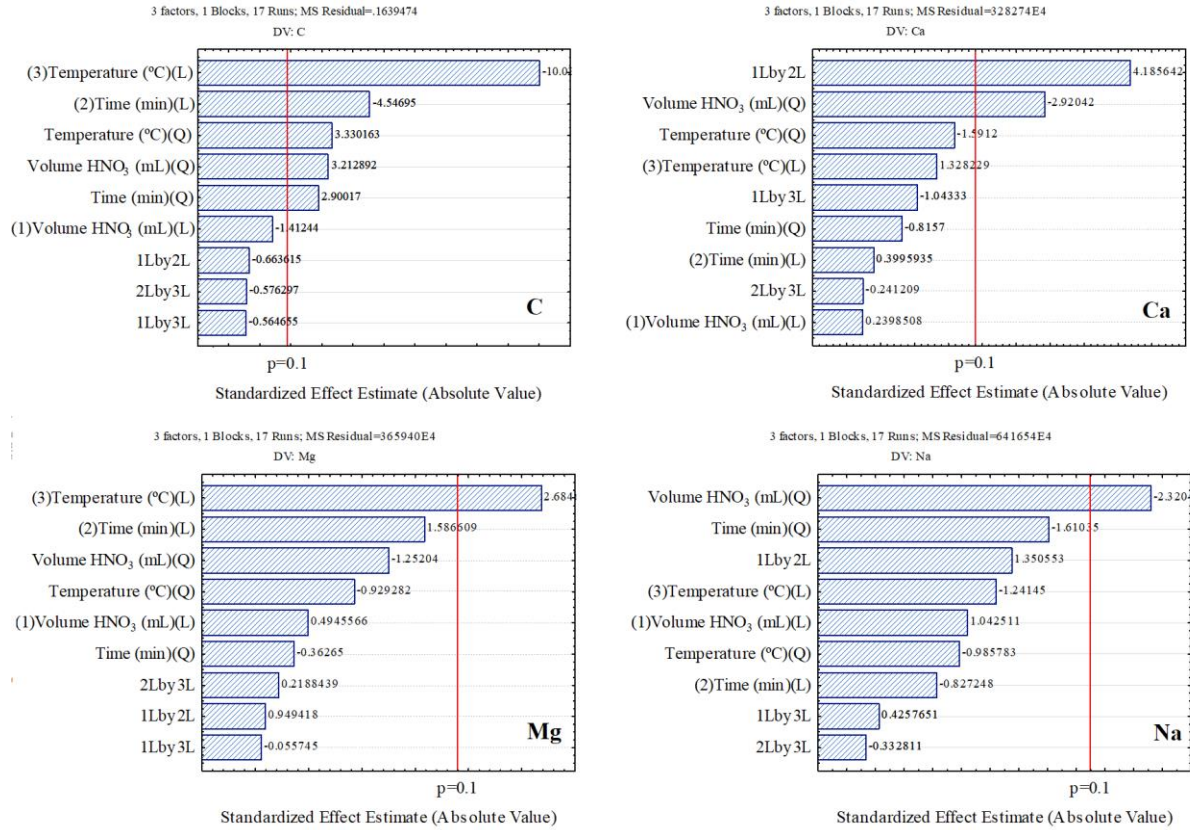 3 factors, 1 Blocks, 17 Runs; MS Residual=.1639474
DV: C
(3)Temperature (ºC)(L)
-4.54695
(2)Time (min)(L)
Temperature (ºC)(Q)
3.330163
Volume HNO₃ (mL)(Q)
3.212892
Time (min)(Q)
2.90017
(1)Volume HNO₃ (mL)(L)
-1.41244
1Lby2L
-0.663615
2Lby3L
-0.576297
1Lby3L
-0.564655
C
p=0.1
Standardized Effect Estimate (Absolute Value)
3 factors, 1 Blocks, 17 Runs; MS Residual=328274E4
DV: Ca
1Lby2L
4.185642
Volume HNO₃ (mL)(Q)
-2.92042
Temperature (ºC)(Q)
-1.5912
(3)Temperature (ºC)(L)
1.328229
1Lby3L
-1.04333
Time (min)(Q)
-0.8157
(2)Time (min)(L)
0.3995935
2Lby3L
-0.241209
(1)Volume HNO₃ (mL)(L)
0.2398508
Ca
p=0.1
Standardized Effect Estimate (Absolute Value)
3 factors, 1 Blocks, 17 Runs; MS Residual=365940E4
DV: Mg
(3)Temperature (ºC)(L)
2.684
(2)Time (min)(L)
1.586609
Volume HNO₃ (mL)(Q)
-1.25204
Temperature (ºC)(Q)
-0.929282
(1)Volume HNO₃ (mL)(L)
0.4945566
Time (min)(Q)
-0.36265
2Lby3L
0.2188439
1Lby2L
0.949418
1Lby3L
-0.055745
Mg
p=0.1
Standardized Effect Estimate (Absolute Value)
3 factors, 1 Blocks, 17 Runs; MS Residual=641654E4
DV: Na
Volume HNO₃ (mL)(Q)
-2.320
Time (min)(Q)
-1.61035
1Lby2L
1.350553
(3)Temperature (ºC)(L)
-1.24145
(1)Volume HNO₃ (mL)(L)
1.042511
Temperature (ºC)(Q)
-0.985783
(2)Time (min)(L)
-0.827248
1Lby3L
0.4257651
2Lby3L
-0.332811
Na
p=0.1
Standardized Effect Estimate (Absolute Value)